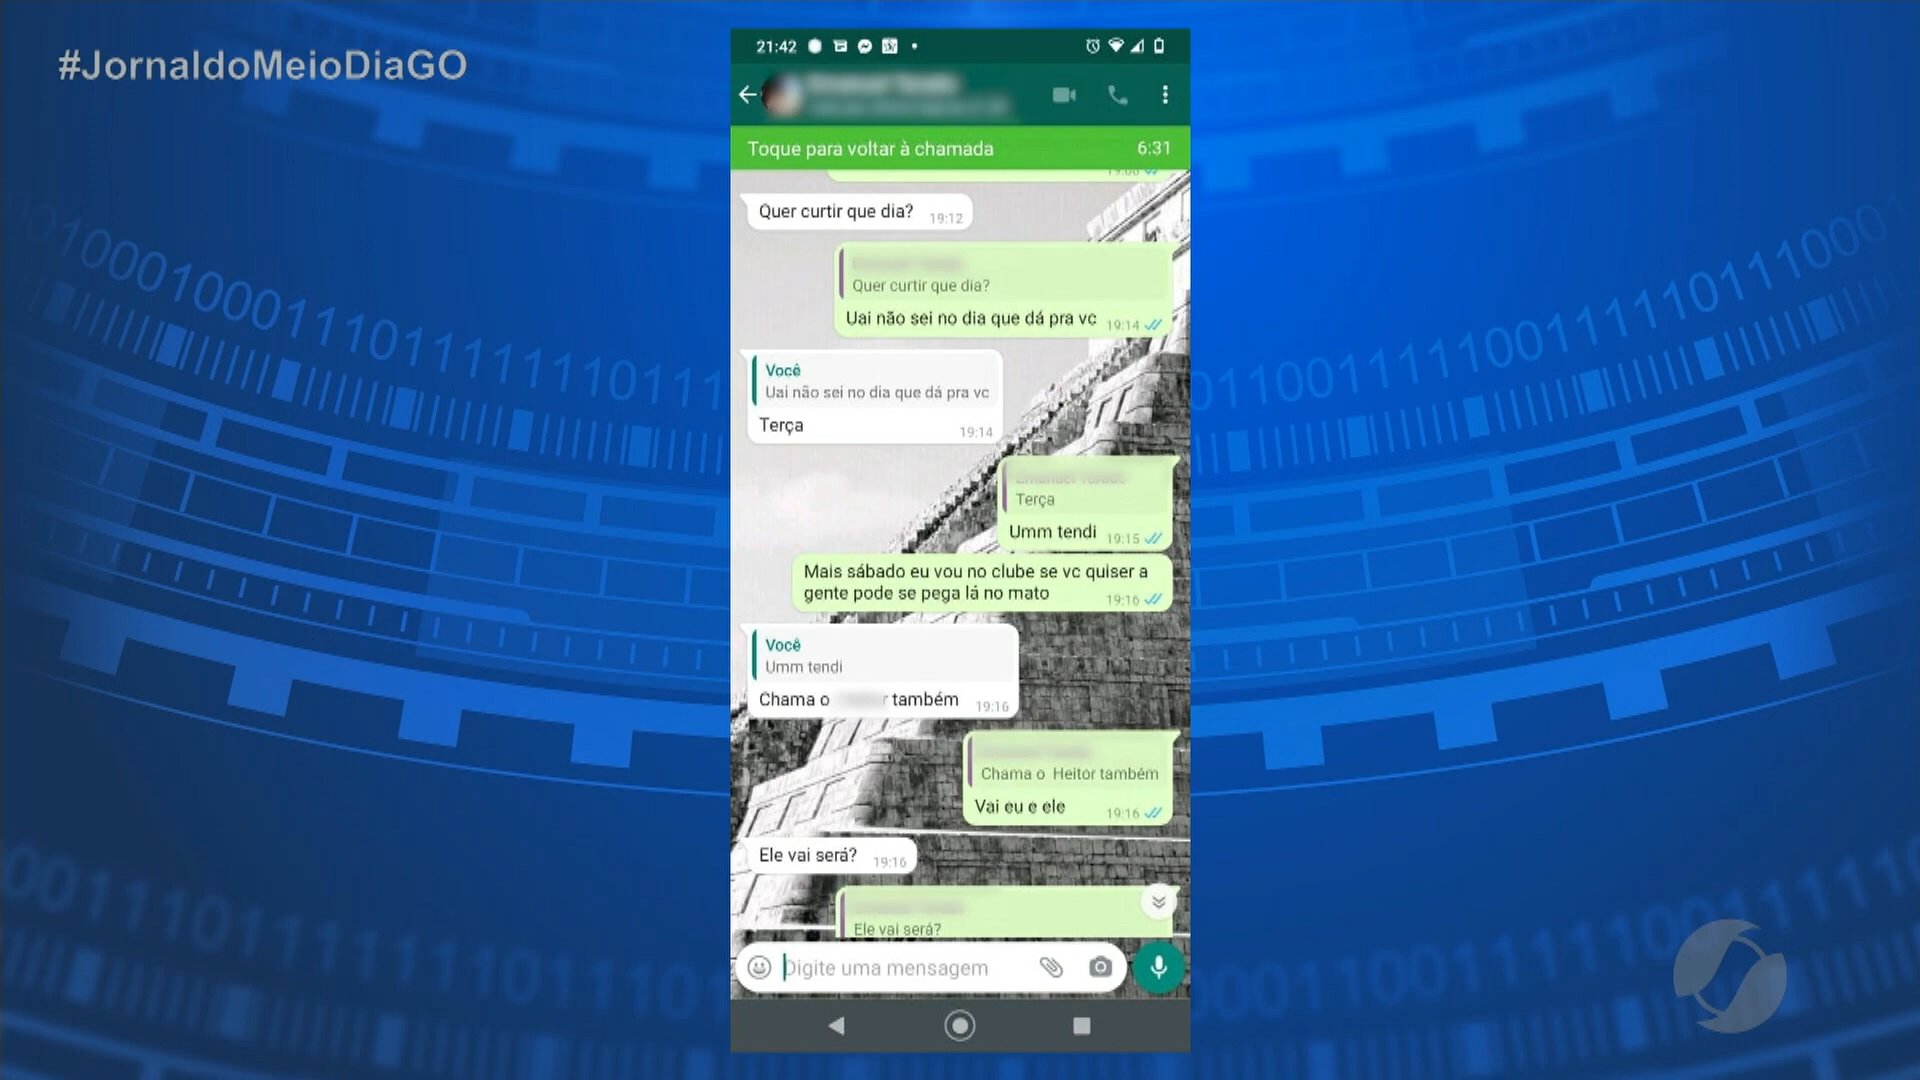 #JornaldoMeioDiaGO
21:42
Toque para voltar à chamada 6:31
19:08
Quer curtir que dia? 19:12
Quer curtir que dia?
Uai não sei no dia que dá pra vc 19:14
Você
Uai não sei no dia que dá pra vc
Terça 19:14
Terça
Umm tendi 19:15
Mais sábado eu vou no clube se vc quiser a
gente pode se pega lá no mato 19:16
Você
Umm tendi
Chama o também 19:16
Chama o Heitor também
Vai eu e ele 19:16
Ele vai será? 19:16
Ele vai será?
Digite uma mensagem